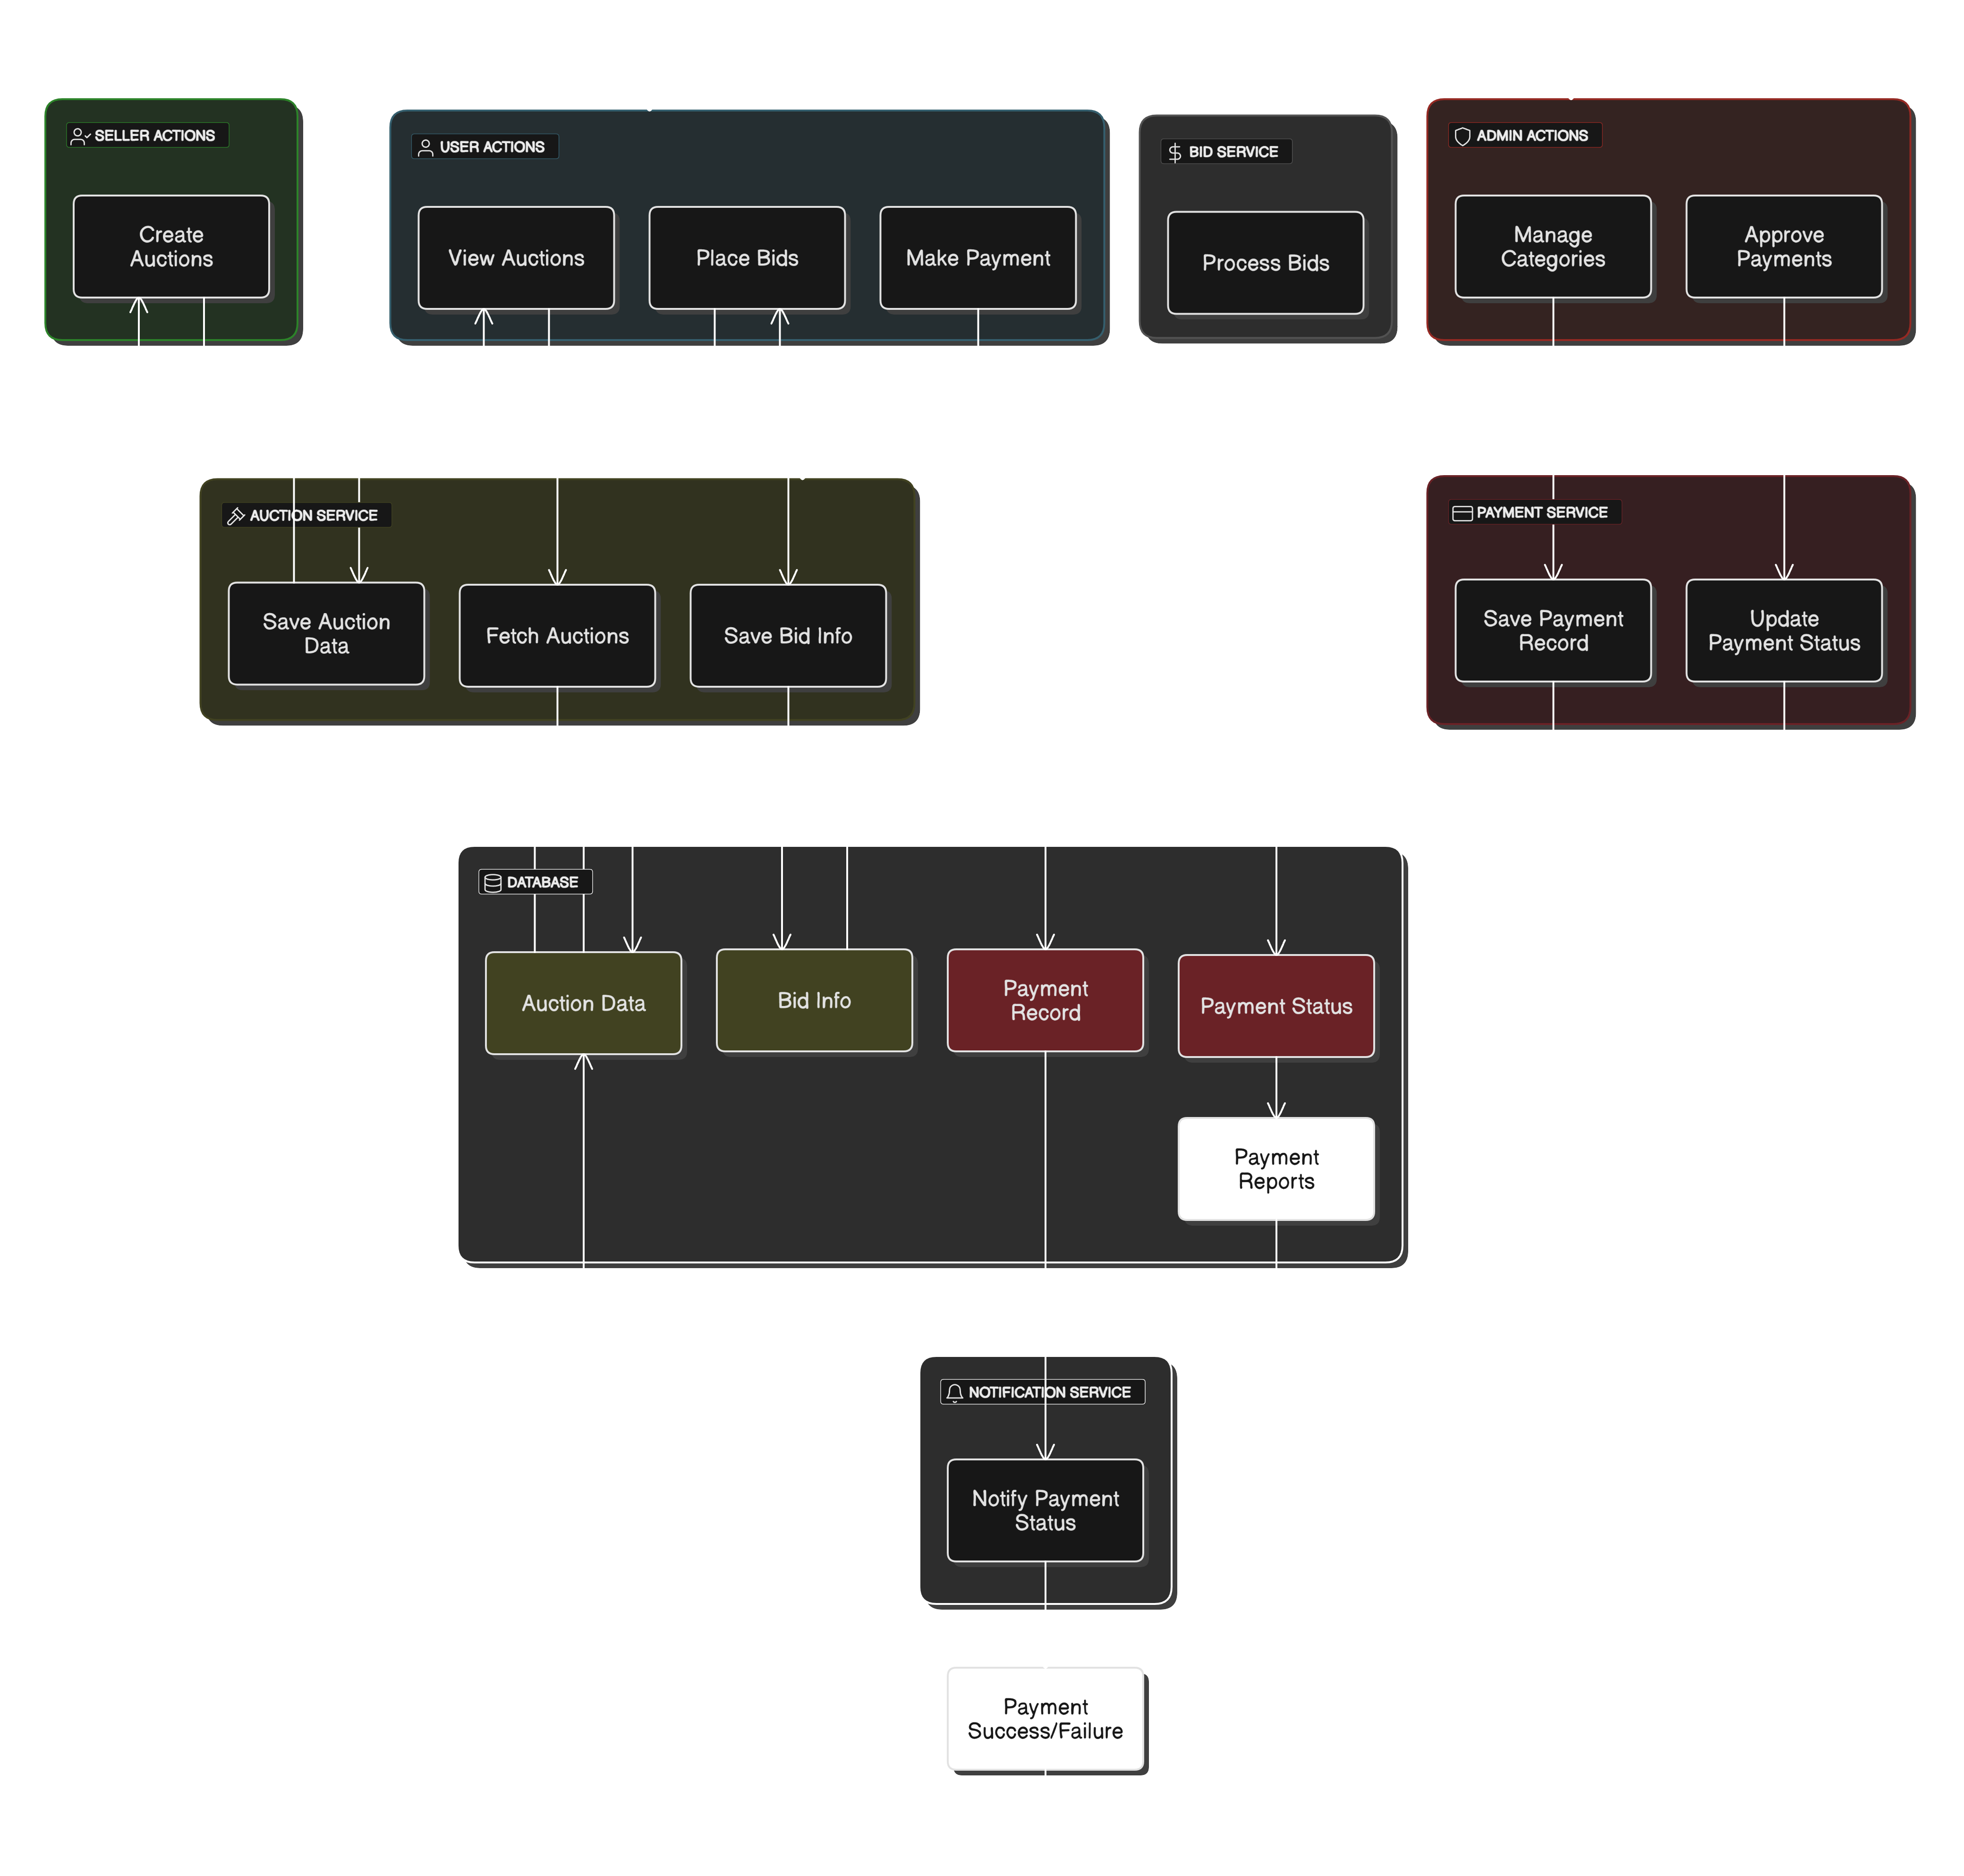 SELLER ACTIONS
Create
Auctions
USER ACTIONS
View Auctions
Place Bids
Make Payment
BID SERVICE
Process Bids
ADMIN ACTIONS
Manage
Categories
Approve
Payments
AUCTION SERVICE
Save Auction
Data
Fetch Auctions
Save Bid Info
PAYMENT SERVICE
Save Payment
Record
Update
Payment Status
DATABASE
Auction Data
Bid Info
Payment
Record
Payment Status
Payment
Reports
NOTIFICATION SERVICE
Notify Payment
Status
Payment
Success/Failure